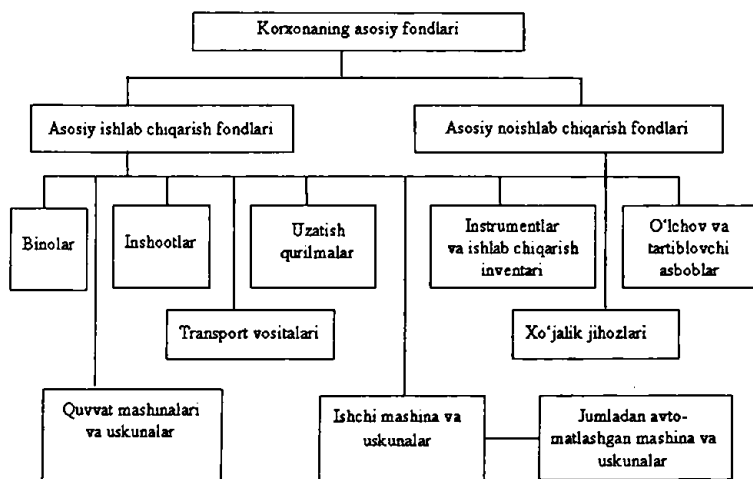 Korxonaning asosiy fondlari
Asosiy ishlab chiqarish fondlari
Asosiy noishlab chiqarish fondlari
Binolar
Inshootlar
Uzatish
qurilmalar
Instrumentlar
va ishlab chiqarish
inventari
O‘lchov va
tartiblovchi
asboblar
Transport vositalari
Xo‘jalik jihozlari
Quvvat mashinalari
va uskunalar
Ishchi mashina va
uskunalar
Jumladan avto-
matlashgan mashina va
uskunalar